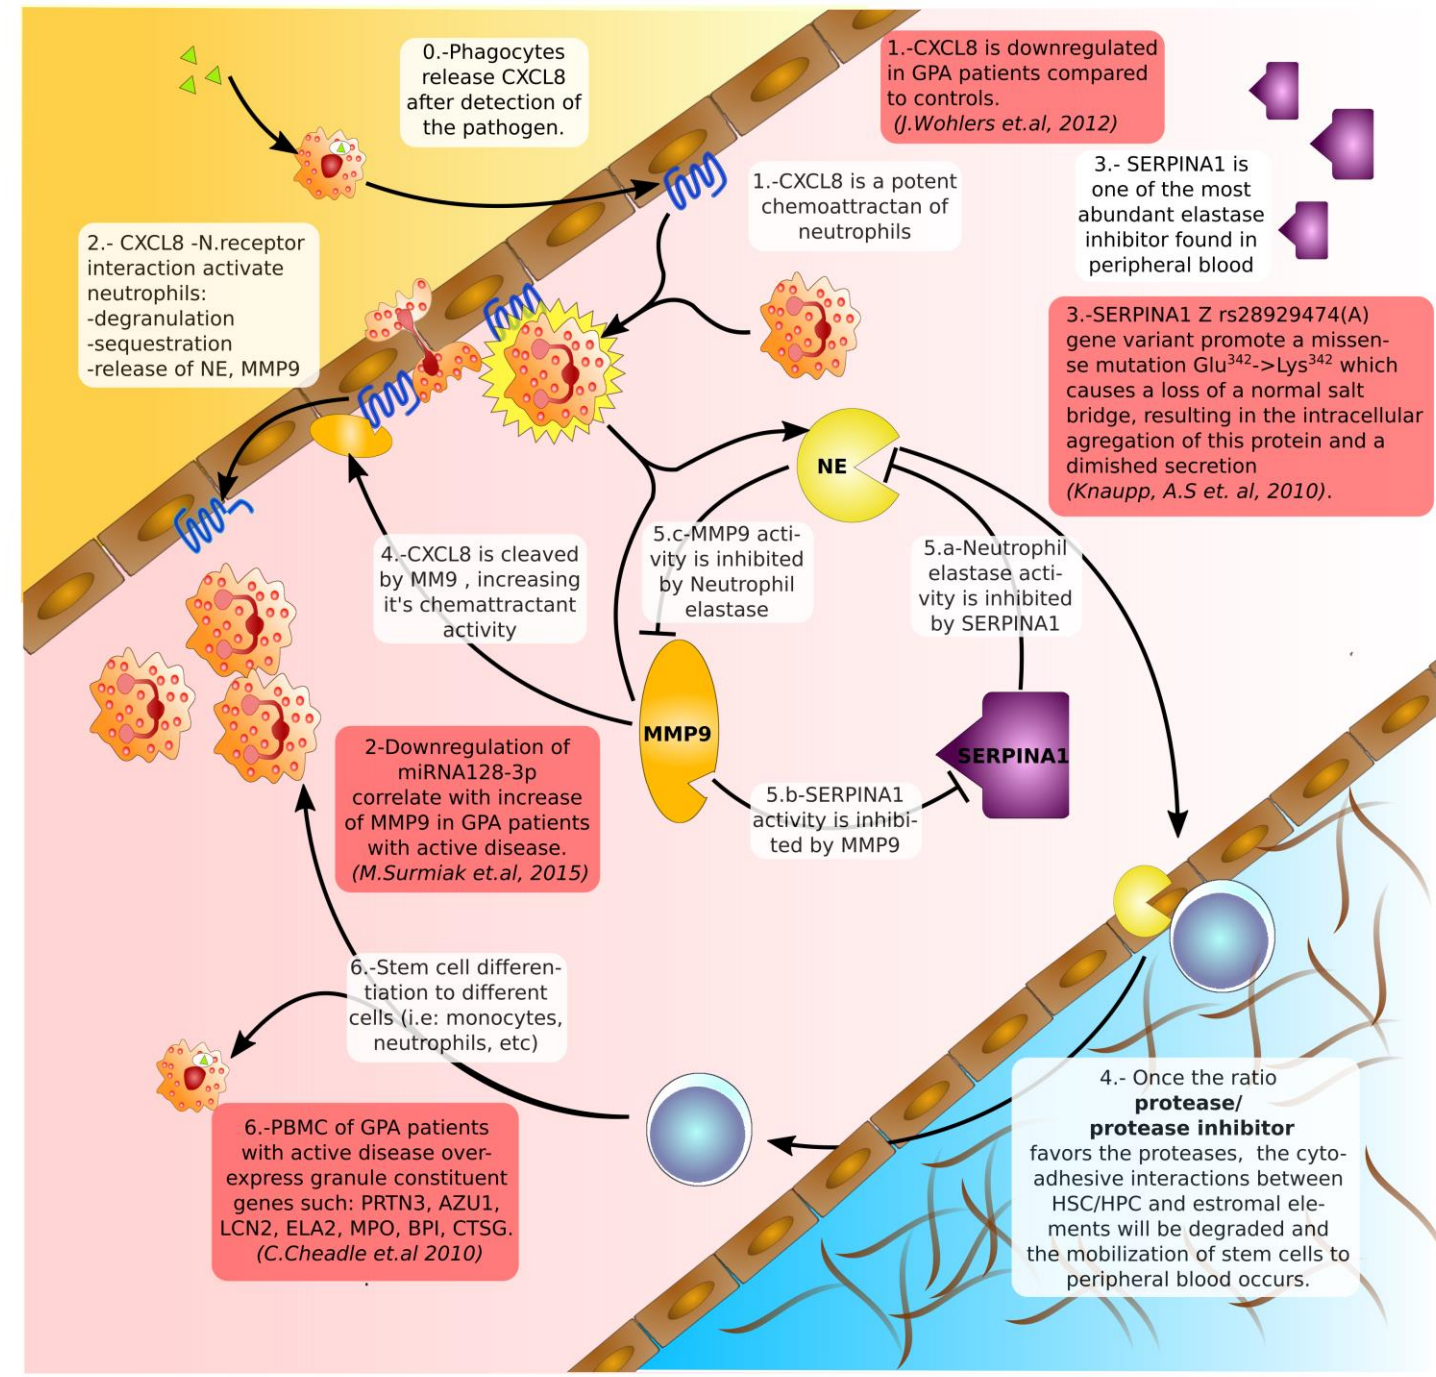 0.-Phagocytes
release CXCL8
after detection of
the pathogen.
1.-CXCL8 is downregulated
in GPA patients compared
to controls.
(J.Wohlers et.al, 2012)
1.-CXCL8 is a potent
chemoattractan of
neutrophils
3.- SERPINA1 is
one of the most
abundant elastase
inhibitor found in
peripheral blood
2.- CXCL8 -N.receptor
interaction activate
neutrophils:
-degranulation
-sequestration
-release of NE, MMP9
3.-SERPINA1 Z rs28929474(A)
gene variant promote a missen-
se mutation Glu³⁴²->Lys³⁴² which
causes a loss of a normal salt
bridge, resulting in the intracellular
agregation of this protein and a
dimished secretion
(Knaupp, A.S et. al, 2010).
NE
4.-CXCL8 is cleaved
by MM9 , increasing
it's chemattractant
activity
5.c-MMP9 acti-
vity is inhibited
by Neutrophil
elastase
5.a-Neutrophil
elastase acti-
vity is inhibited
by SERPINA1
MMP9
SERPINA1
2-Downregulation of
miRNA128-3p
correlate with increase
of MMP9 in GPA patients
with active disease.
(M.Surmiak et.al, 2015)
5.b-SERPINA1
activity is inhibi-
ted by MMP9
6.-Stem cell differen-
tiation to different
cells (i.e: monocytes,
neutrophils, etc)
6.-PBMC of GPA patients
with active disease over-
express granule constituent
genes such: PRTN3, AZU1,
LCN2, ELA2, MPO, BPI, CTSG.
(C.Cheadle et.al 2010)
.
4.- Once the ratio
protease/
protease inhibitor
favors the proteases, the cyto-
adhesive interactions between
HSC/HPC and estromal ele-
ments will be degraded and
the mobilization of stem cells to
peripheral blood occurs.